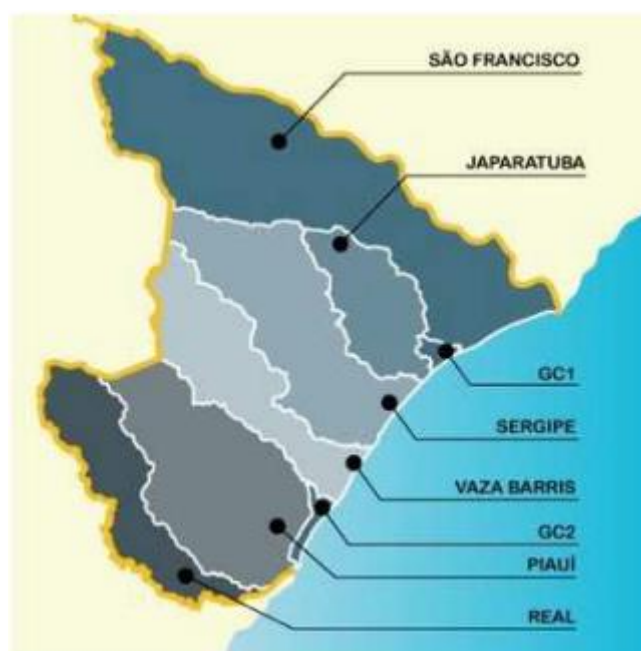 SÃO FRANCISCO
JAPARATUBA
GC1
SERGIPE
VAZA BARRIS
GC2
PIAUÍ
REAL